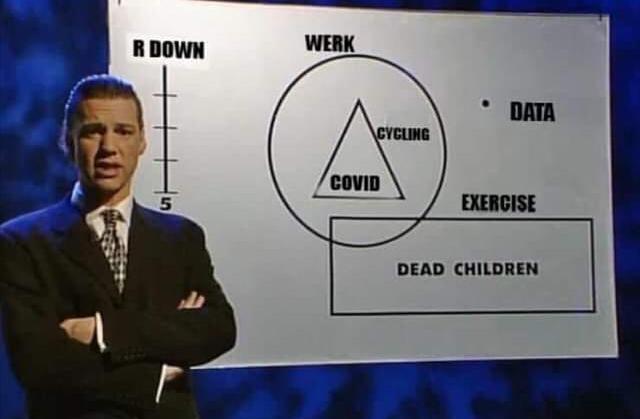 R DOWN
WERK
DATA
CYCLING
COVID
5
EXERCISE
DEAD CHILDREN